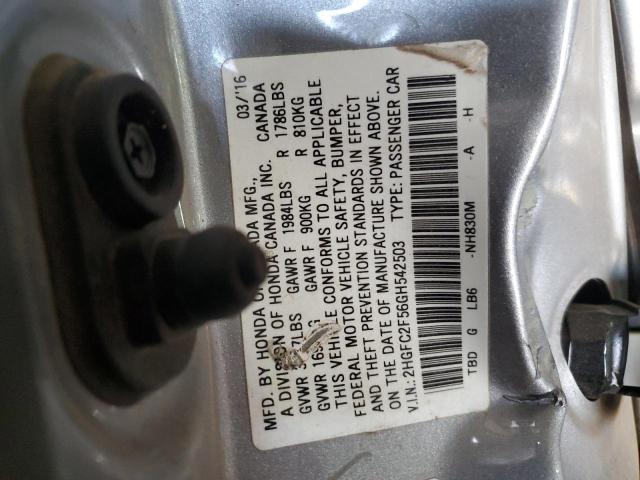 MFD. BY HONDA OF CANADA MFG., 03/'16
A DIVISION OF HONDA CANADA INC. CANADA
GVWR LBS GAWR F 1984LBS R 1786LBS
GVWR GAWR F 900KG R 810KG
THIS VEHICLE CONFORMS TO ALL APPLICABLE
FEDERAL MOTOR VEHICLE SAFETY, BUMPER,
AND THEFT PREVENTION STANDARDS IN EFFECT
ON THE DATE OF MANUFACTURE SHOWN ABOVE.
V.I.N.: 2HGFC2F56GH542503 TYPE: PASSENGER CAR
TBD G LB6 -NH830M -A -H